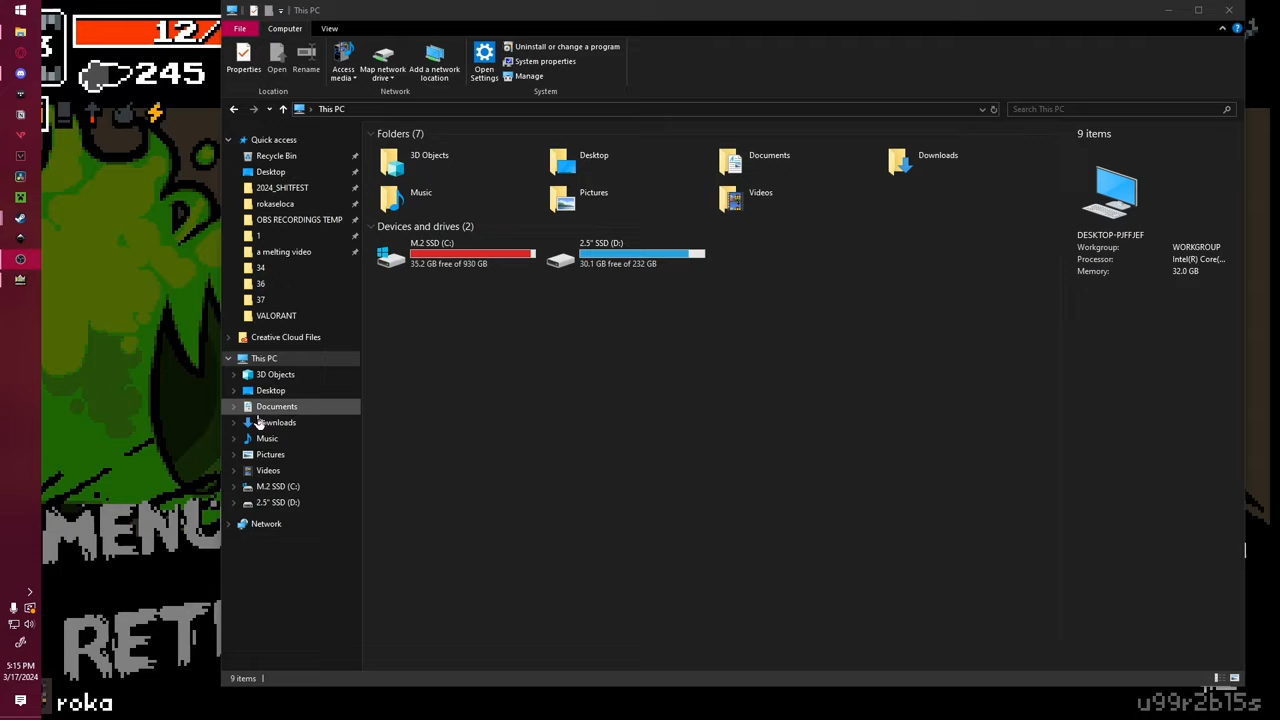 This PC
File
Computer
View
Properties
Open
Rename
Access media
Map network drive
Add a network location
Open Settings
Uninstall or change a program
System properties
Manage
Location
Network
System
This PC
Search This PC
Quick access
Recycle Bin
Desktop
2024_SHITFEST
rokaseloca
OBS RECORDINGS TEMP
1
a melting video
34
36
37
VALORANT
Creative Cloud Files
This PC
3D Objects
Desktop
Documents
Downloads
Music
Pictures
Videos
M.2 SSD (C:)
2.5" SSD (D:)
Network
Folders (7)
3D Objects
Desktop
Documents
Downloads
Music
Pictures
Videos
Devices and drives (2)
M.2 SSD (C:)
35.2 GB free of 930 GB
2.5" SSD (D:)
30.1 GB free of 232 GB
9 items
DESKTOP-PJFFJEF
Workgroup: WORKGROUP
Processor: Intel(R) Core(...
Memory: 32.0 GB
9 items
12/
245
MENU
RET
5:15 PM
3/17/2024
roka
u99r2b15s